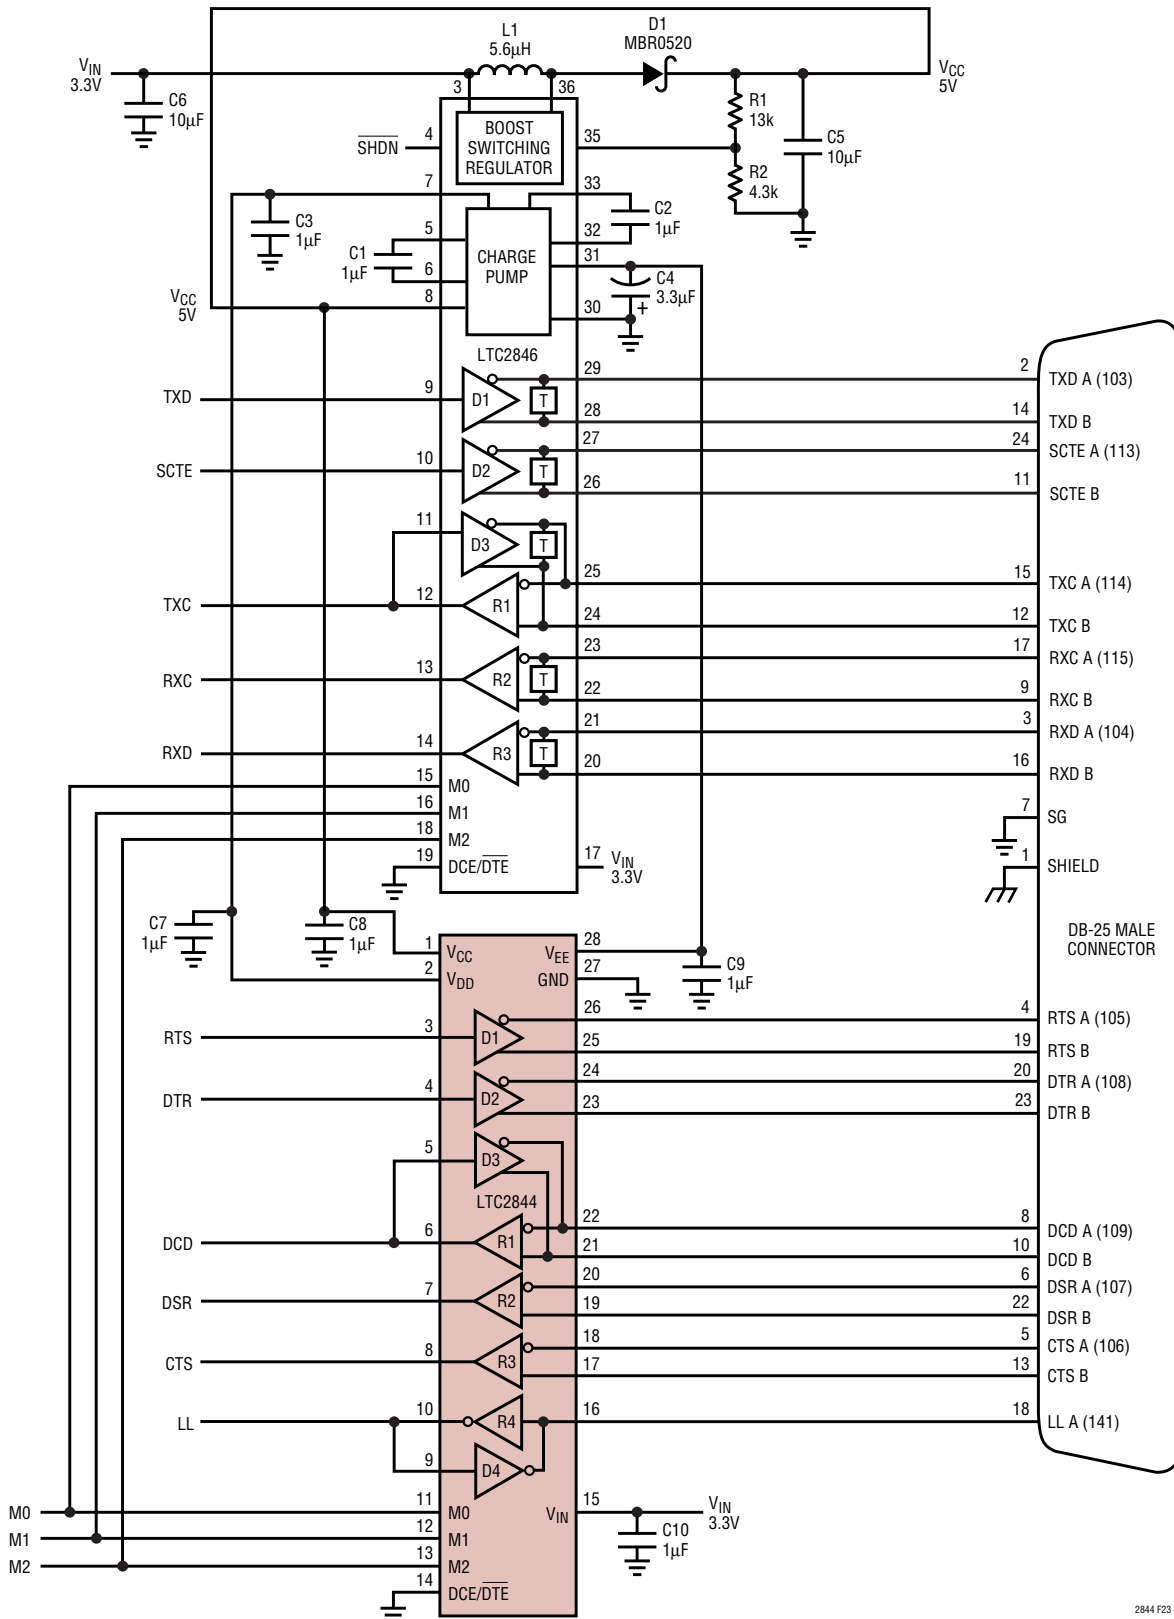 L1
5.6µH
D1
MBR0520
VIN
3.3V
C6
10µF
3
36
VCC
5V
R1
13k
C5
10µF
BOOST
SWITCHING
REGULATOR
SHDN
4
35
R2
4.3k
7
33
C3
1µF
C2
1µF
5
32
C1
1µF
CHARGE
PUMP
31
6
C4
3.3µF
+
VCC
5V
8
30
LTC2846
TXD
9
D1
T
29
2
TXD A (103)
28
14
TXD B
SCTE
10
D2
T
27
24
SCTE A (113)
26
11
SCTE B
11
D3
T
25
15
TXC A (114)
TXC
12
R1
24
12
TXC B
RXC
13
R2
T
23
17
RXC A (115)
22
9
RXC B
RXD
14
R3
T
21
3
RXD A (104)
20
16
RXD B
15
M0
16
M1
7
SG
18
M2
19
DCE/DTE
17
VIN
3.3V
1
SHIELD
C7
1µF
C8
1µF
DB-25 MALE
CONNECTOR
1
VCC
VEE
28
2
VDD
GND
27
C9
1µF
RTS
3
D1
26
4
RTS A (105)
25
19
RTS B
DTR
4
D2
24
20
DTR A (108)
23
23
DTR B
5
D3
LTC2844
DCD
6
R1
22
8
DCD A (109)
21
10
DCD B
DSR
7
R2
20
6
DSR A (107)
19
22
DSR B
CTS
8
R3
18
5
CTS A (106)
17
13
CTS B
LL
10
R4
16
18
LL A (141)
9
D4
M0
11
M0
VIN
15
VIN
3.3V
M1
12
M1
C10
1µF
M2
13
M2
14
DCE/DTE
2844 F23